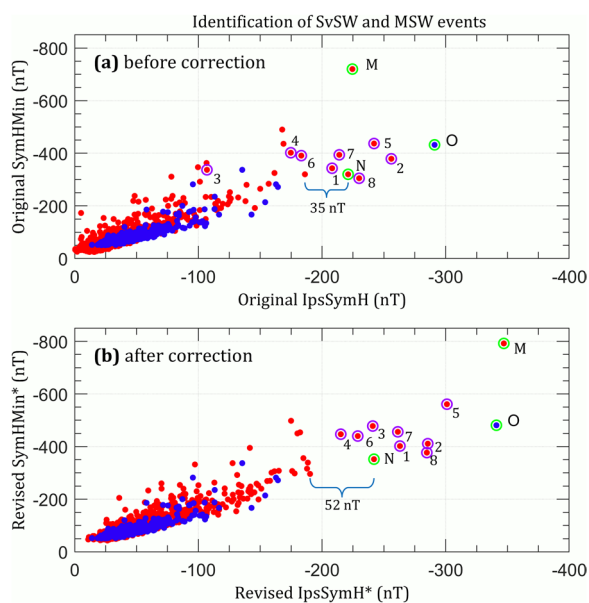 Identification of SvSW and MSW events
(a) before correction
Original SymHMin (nT)
-800
-600
-400
-200
0
M
O
5
4
7
6
2
3
1
N
8
35 nT
0
-100
-200
-300
-400
Original IpsSymH (nT)
(b) after correction
Revised SymHMin* (nT)
-800
-600
-400
-200
0
M
5
O
3
7
4
6
1
2
N
8
52 nT
0
-100
-200
-300
-400
Revised IpsSymH* (nT)